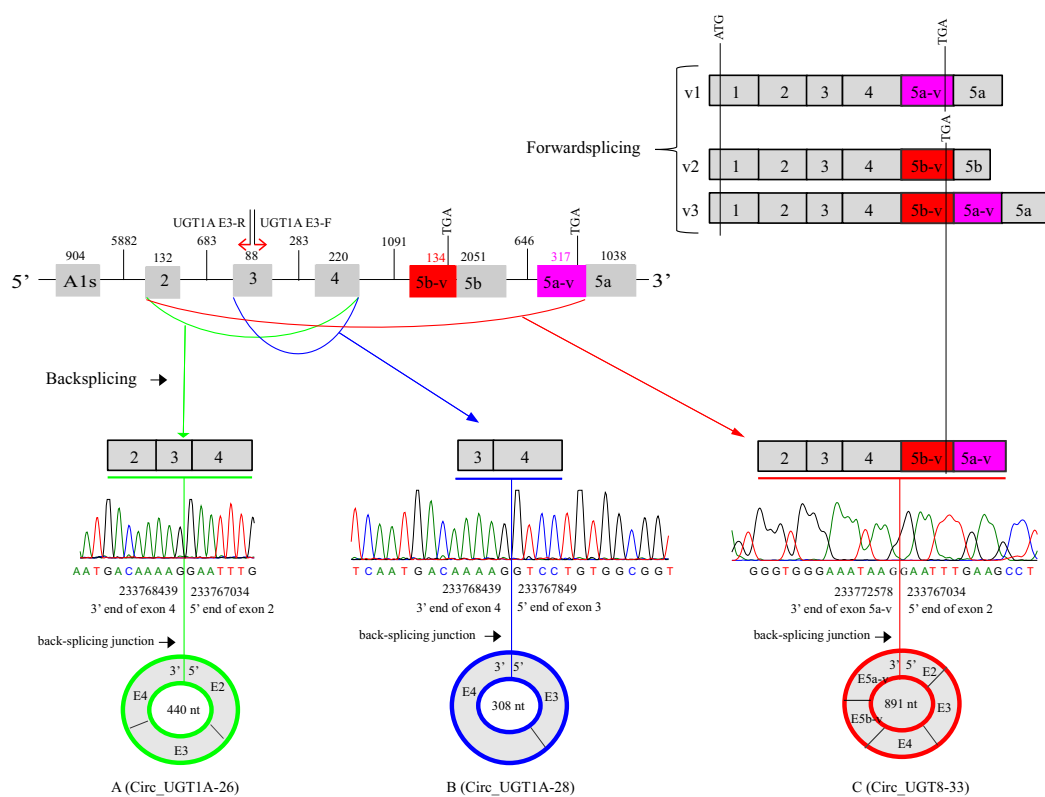 ATG
TGA
v1
1 2 3 4 5a-v 5a
TGA
Forwardsplicing
v2
1 2 3 4 5b-v 5b
v3
1 2 3 4 5b-v 5a-v 5a
UGT1A E3-R UGT1A E3-F
TGA TGA
904 5882 132 683 88 283 220 1091 134 2051 646 317 1038
5’ A1s 2 3 4 5b-v 5b 5a-v 5a 3’
Backsplicing
2 3 4
3 4
2 3 4 5b-v 5a-v
AATGACAAAAGGAATTTG
TCAATGACAAAAGGTCCTGTGGCGGT
GGGTGGGAAATAAGGAATTTGAAGCCT
233768439 233767034
3’ end of exon 4 5’ end of exon 2
233768439 233767849
3’ end of exon 4 5’ end of exon 3
233772578 233767034
3’ end of exon 5a-v 5’ end of exon 2
back-splicing junction
back-splicing junction
back-splicing junction
3’ 5’
E4 E2
440 nt
E3
3’ 5’
E4 E3
308 nt
3’ 5’
E5a-v E2
891 nt E3
E5b-v
E4
A (Circ_UGT1A-26)
B (Circ_UGT1A-28)
C (Circ_UGT8-33)